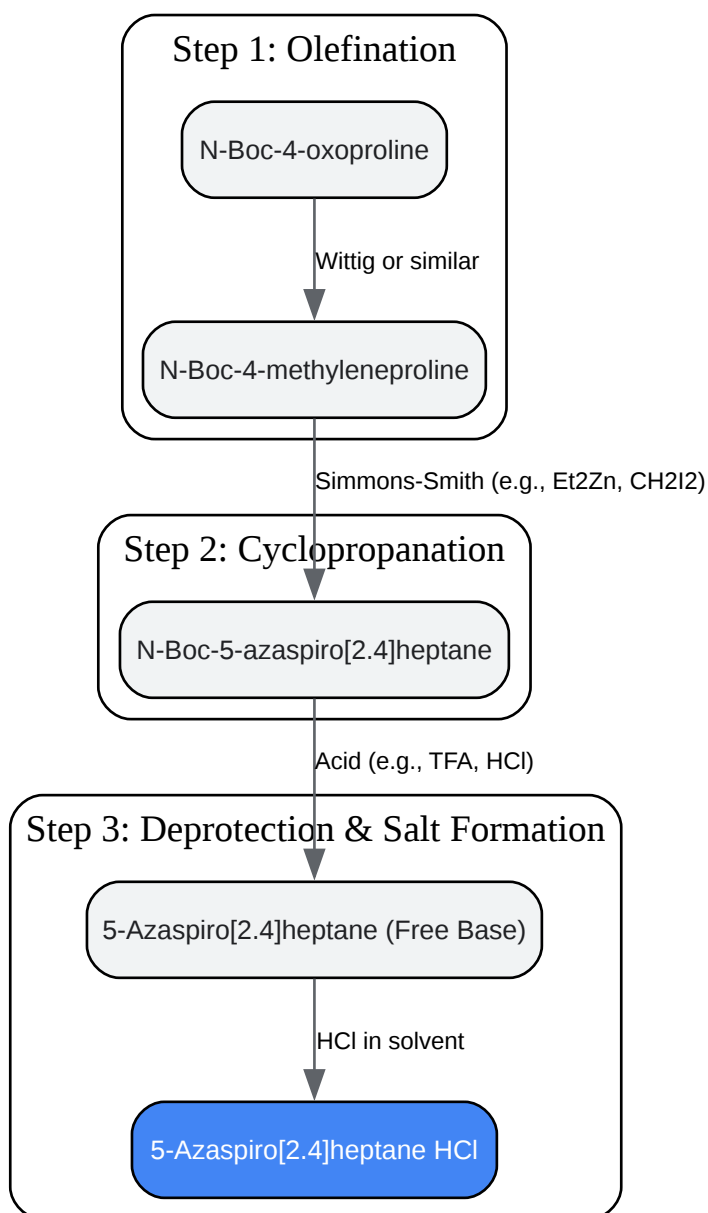 Step 1: Olefination
N-Boc-4-oxoproline
Wittig or similar
N-Boc-4-methyleneproline
Simmons-Smith (e.g., Et2Zn, CH2I2)
Step 2: Cyclopropanation
N-Boc-5-azaspiro[2.4]heptane
Acid (e.g., TFA, HCl)
Step 3: Deprotection & Salt Formation
5-Azaspiro[2.4]heptane (Free Base)
HCl in solvent
5-Azaspiro[2.4]heptane HCl